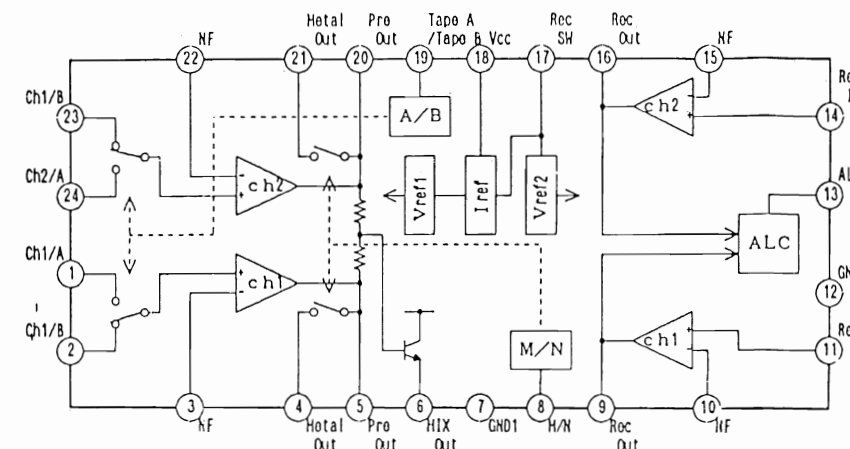 Metal Out
Pre Out
Tape A /Tape B
Vcc
Rec SW
Rec Out
NF
NF
22
21
20
19
18
17
16
15
Ch1/B
23
A/B
ch2
14
Ch2/A
24
ch2
Vref1
Iref
Vref2
13
ALC
Ch1/A
1
ch1
12
Ch1/B
2
M/N
ch1
11
3
4
5
6
7
8
9
10
NF
Metal Out
Pre Out
MIX Out
GND1
M/N
Rec Out
NF